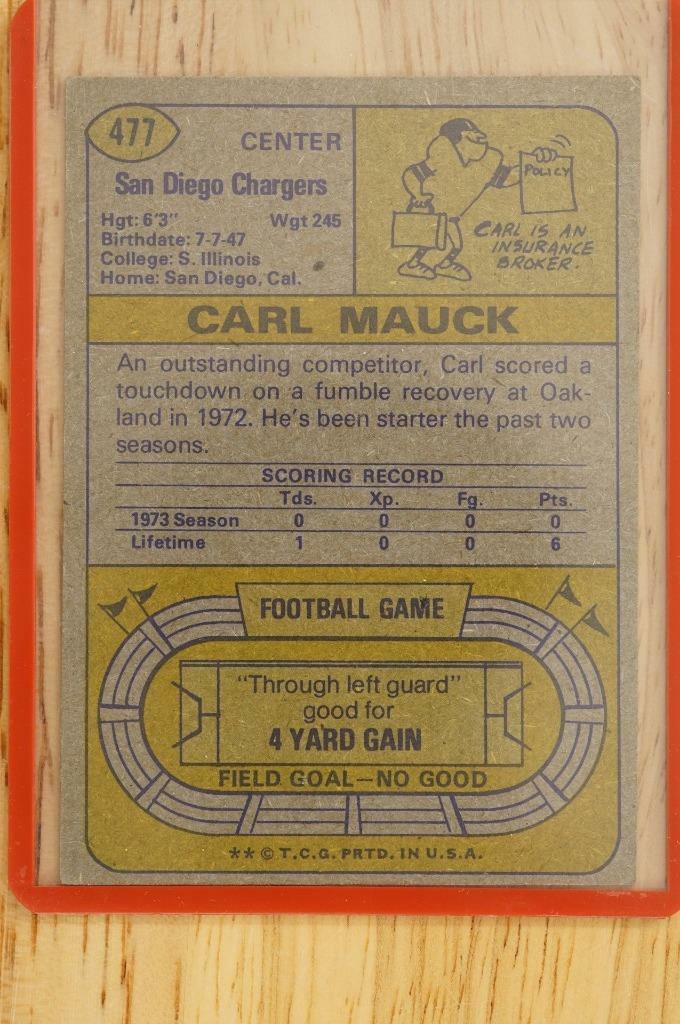 477
CENTER
San Diego Chargers
Hgt: 6'3" Wgt 245
Birthdate: 7-7-47
College: S. Illinois
Home: San Diego, Cal.
POLICY
CARL IS AN
INSURANCE
BROKER.
CARL MAUCK
An outstanding competitor, Carl scored a
touchdown on a fumble recovery at Oak-
land in 1972. He's been starter the past two
seasons.
SCORING RECORD
Tds. Xp. Fg. Pts.
1973 Season 0 0 0 0
Lifetime 1 0 0 6
FOOTBALL GAME
"Through left guard"
good for
4 YARD GAIN
FIELD GOAL—NO GOOD
** © T.C.G. PRTD. IN U.S.A.